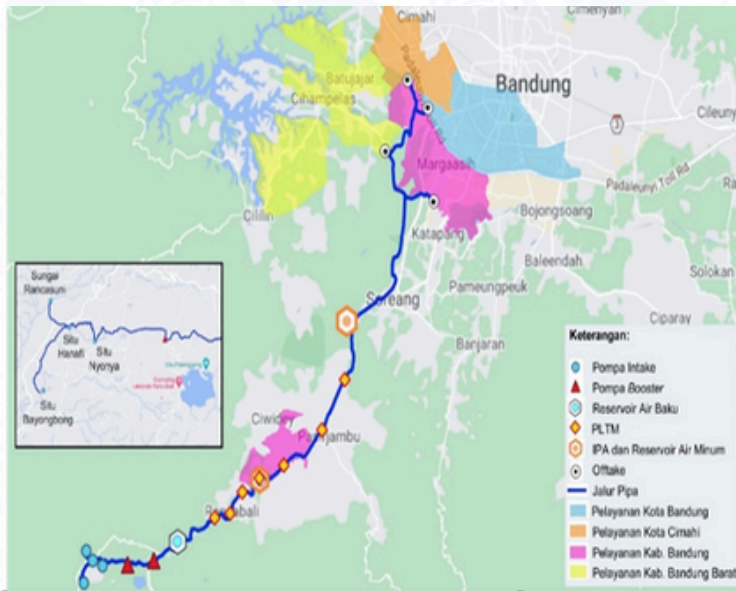 Cimahi
Cimenyan
Batujajar
Bandung
Cihampelas
Cileuny
3
Margaasih
Padaleunyi Toll Rd
Ra
Cililin
Bojongsoang
Katapang
Baleendah
Solokan
Soreang
Pameungpeuk
Ciparay
Banjaran
Ciwidey
Pasirjambu
Sungai
Rancasuni
Situ
Hanafi
Situ
Nyonya
Situ
Bayongbong
Keterangan:
Pompa Intake
Pompa Booster
Reservoir Air Baku
PLTM
IPA dan Reservoir Air Minum
Offtake
Jalur Pipa
Pelayanan Kota Bandung
Pelayanan Kota Cimahi
Pelayanan Kab. Bandung
Pelayanan Kab. Bandung Barat